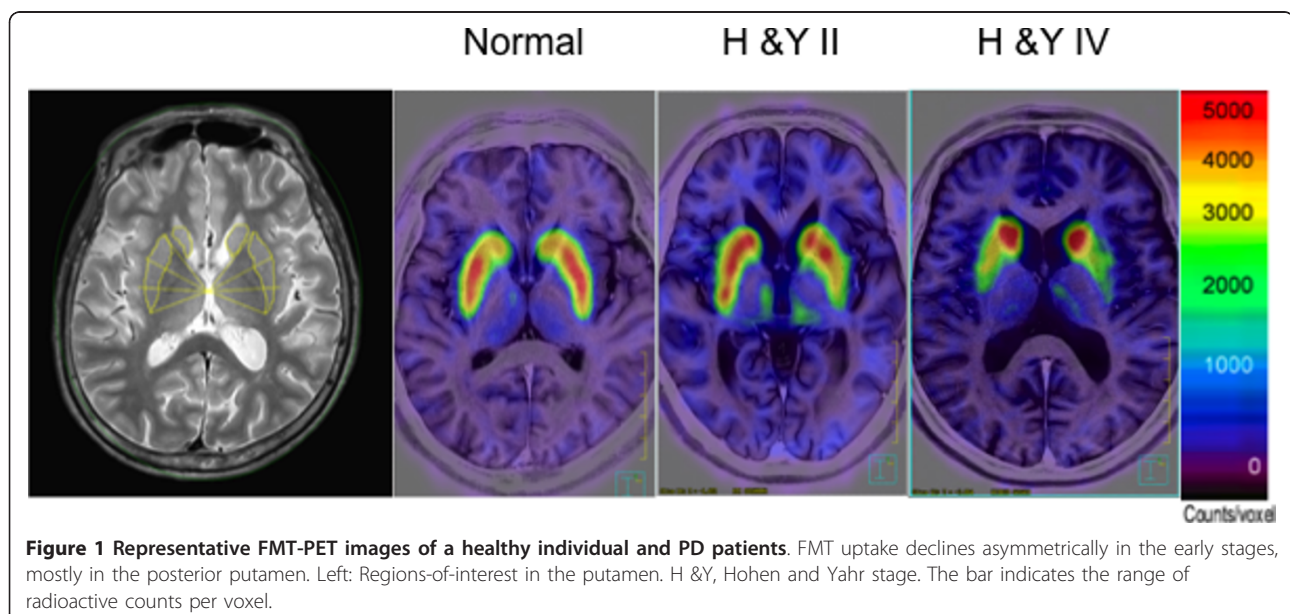 Normal
H &Y II
H &Y IV
5000
4000
3000
2000
1000
0
Counts/voxel
Figure 1 Representative FMT-PET images of a healthy individual and PD patients. FMT uptake declines asymmetrically in the early stages,
mostly in the posterior putamen. Left: Regions-of-interest in the putamen. H &Y, Hohen and Yahr stage. The bar indicates the range of
radioactive counts per voxel.